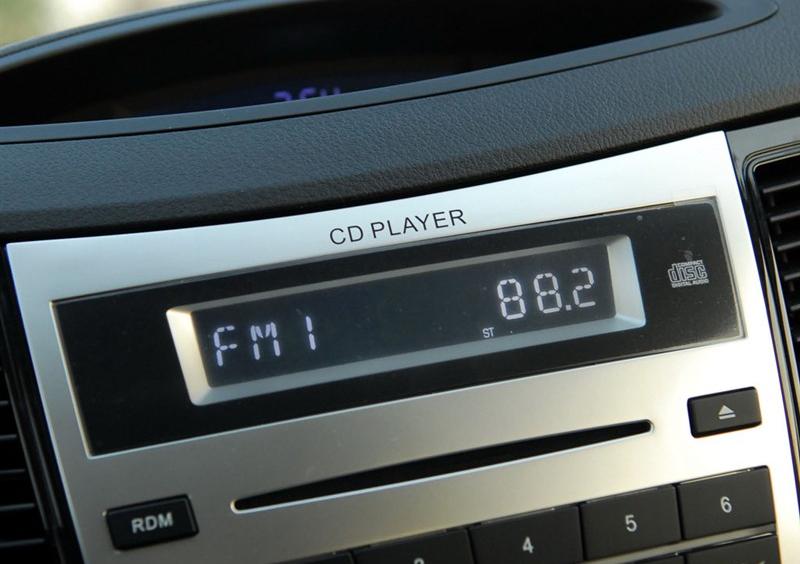 CD PLAYER
COMPACT
disc
DIGITAL AUDIO
FM1
ST
88.2
RDM
4
5
6